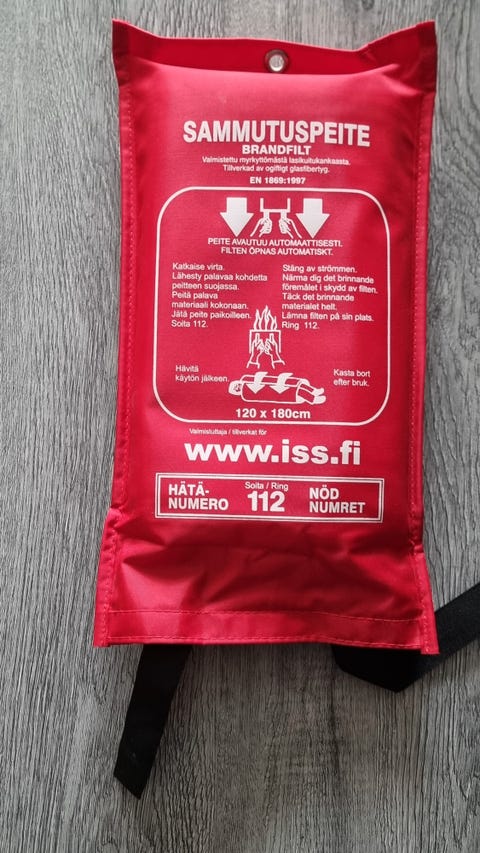 SAMMUTUSPEITE
BRANDFILT
Valmistettu myrkyttömästä lasikuitukankaasta.
Tillverkad av ogiftigt glasfibertyg.
EN 1869:1997
PEITE AVAUTUU AUTOMAATTISESTI.
FILTEN ÖPNAS AUTOMATISKT.
Katkaise virta.
Lähesty palavaa kohdetta
peitteen suojassa.
Peitä palava
materiaali kokonaan.
Jätä peite paikoilleen.
Soita 112.
Stäng av strömmen.
Närma dig det brinnande
föremålet i skydd av filten.
Täck det brinnande
materialet helt.
Lämna filten på sin plats.
Ring 112.
Hävitä
käytön jälkeen.
Kasta bort
efter bruk.
120 x 180cm
Valmistuttaja / tillverkat för
www.iss.fi
HÄTÄ-
NUMERO
Soita / Ring
112
NÖD
NUMRET